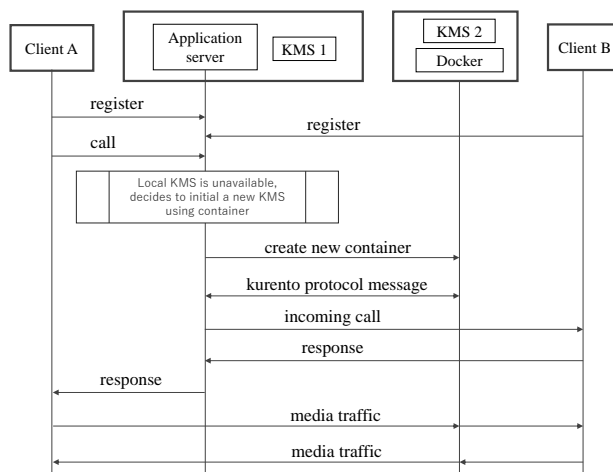 Client A
Application
server
KMS 1
KMS 2
Docker
Client B
register
register
call
Local KMS is unavailable,
decides to initial a new KMS
using container
create new container
kurento protocol message
incoming call
response
response
media traffic
media traffic